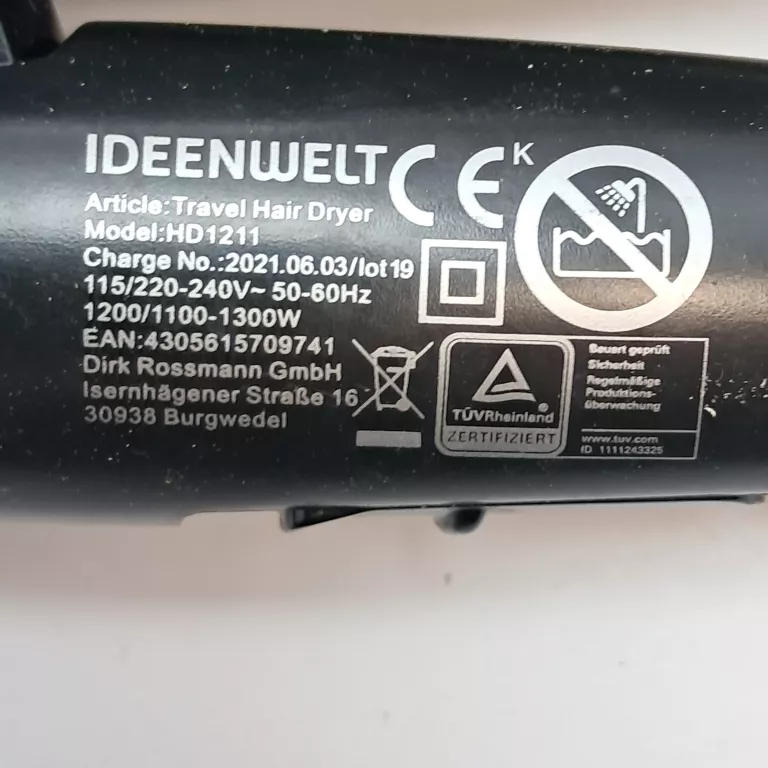 IDEENWELT CE K
Article:Travel Hair Dryer
Model:HD1211
Charge No.:2021.06.03/lot19
115/220-240V~ 50-60Hz
1200/1100-1300W
EAN:4305615709741
Dirk Rossmann GmbH
Isernhägener Straße 16
30938 Burgwedel
TÜVRheinland
®
ZERTIFIZIERT
Bauart geprüft
Sicherheit
Regelmäßige
Produktions-
überwachung
www.tuv.com
ID 1111243325